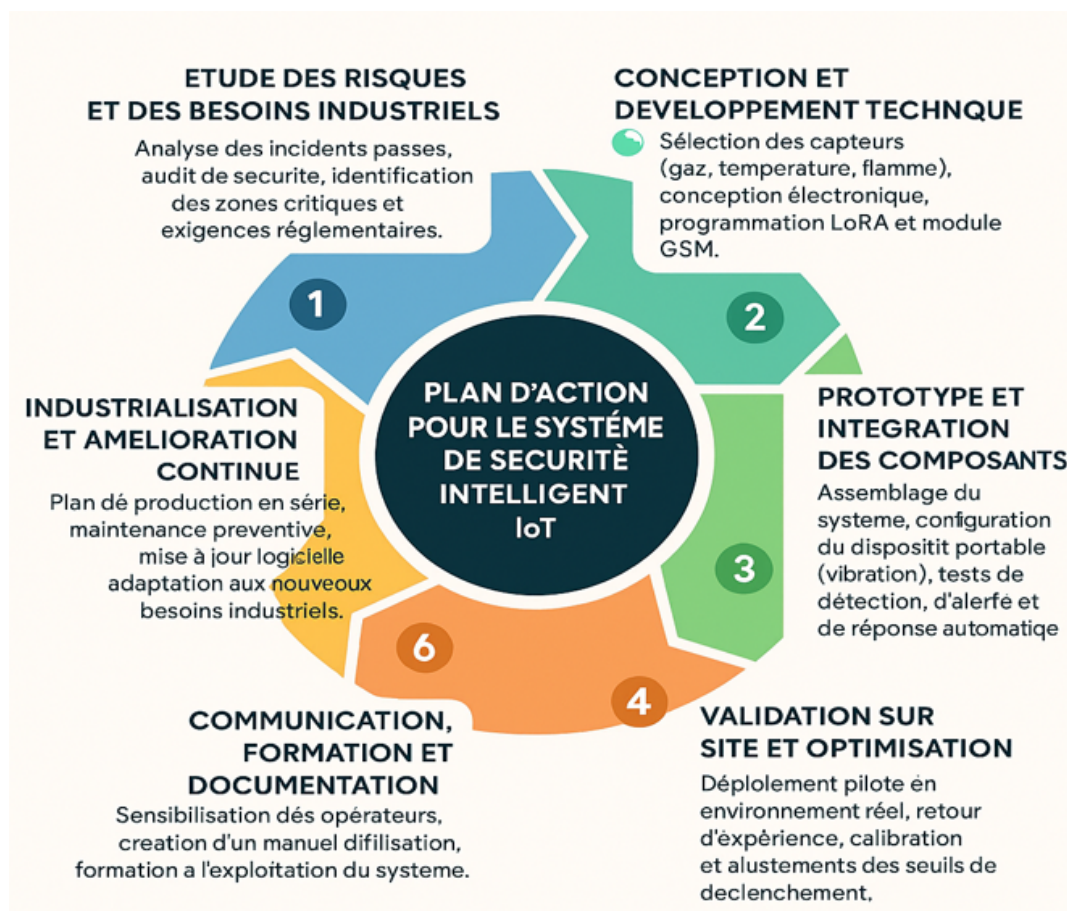 ETUDE DES RISQUES
ET DES BESOINS INDUSTRIELS
Analyse des incidents passes,
audit de securite, identification
des zones critiques et
exigences réglementaires.
1
CONCEPTION ET
DEVELOPPEMENT TECHNQUE
Sélection des capteurs
(gaz, temperature, flamme),
conception électronique,
programmation LoRA et module
GSM.
2
PLAN D'ACTION
POUR LE SYSTÉME
DE SECURITÈ
INTELLIGENT
IoT
PROTOTYPE ET
INTEGRATION
DES COMPOSANTS
Assemblage du
systeme, configuration
du dispositit portable
(vibration), tests de
détection, d'alerfé et
de réponse automatiqe
3
VALIDATION SUR
SITE ET OPTIMISATION
Déplolement pilote én
environnement réel, retour
d'èxpêrience, calibration
et alustements des seuils de
declenchement,
4
COMMUNICATION,
FORMATION ET
DOCUMENTATION
Sensibilisation dés opérateurs,
creation d'un manuel difilisation,
formation a l'exploitation du systeme.
6
INDUSTRIALISATION
ET AMELIORATION
CONTINUE
Plan dé production en série,
maintenance preventive,
mise à jour logicielle
adaptation aux nouveoux
besoins industriels.